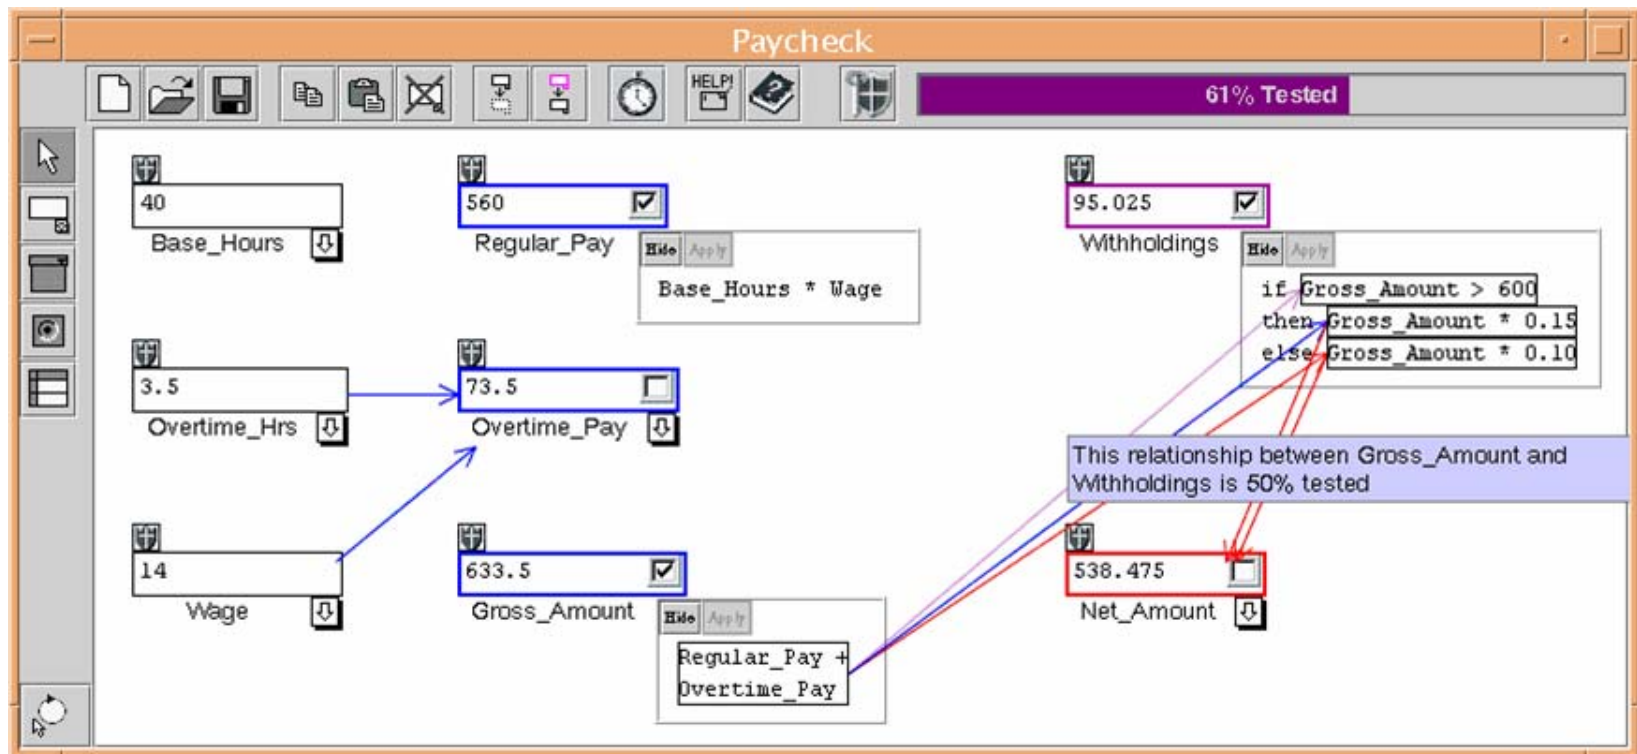 Paycheck
HELP!
61% Tested
40
Base_Hours
560
Regular_Pay
Hide Apply
Base_Hours * Wage
95.025
Withholdings
Hide Apply
if Gross_Amount > 600
then Gross_Amount * 0.15
else Gross_Amount * 0.10
3.5
Overtime_Hrs
73.5
Overtime_Pay
This relationship between Gross_Amount and
Withholdings is 50% tested
14
Wage
633.5
Gross_Amount
Hide Apply
Regular_Pay +
Overtime_Pay
538.475
Net_Amount